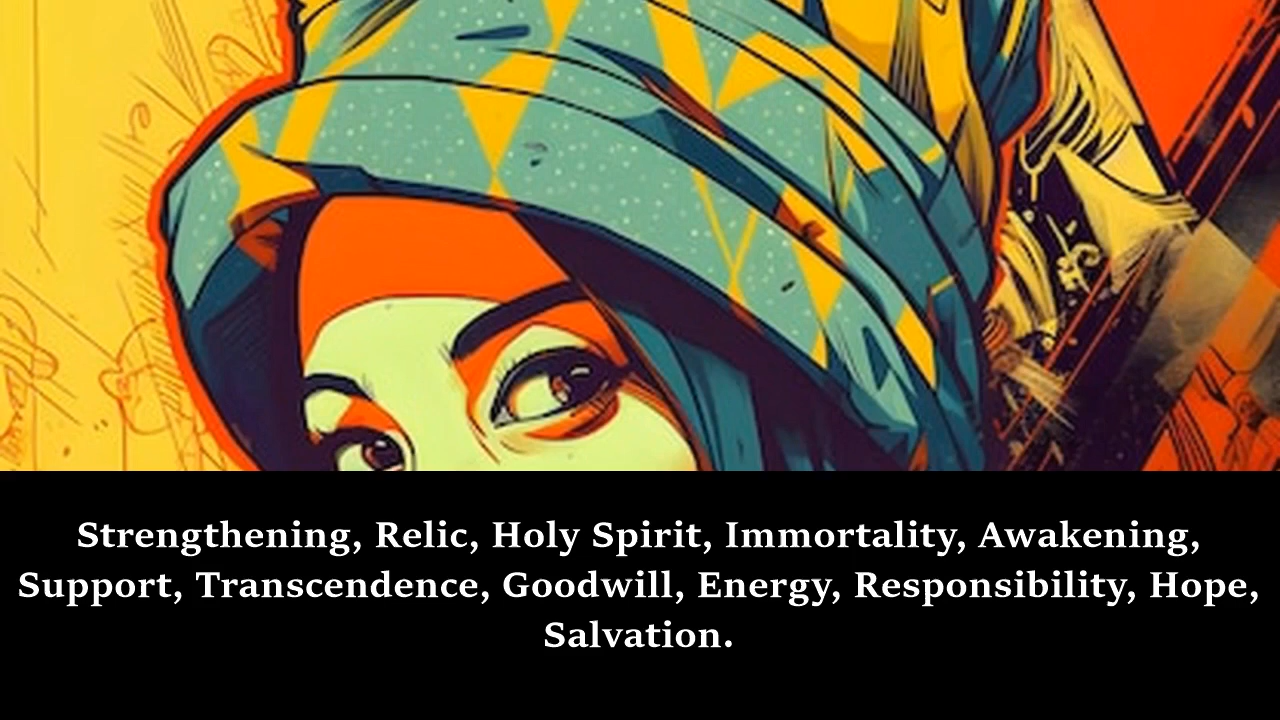 Strengthening, Relic, Holy Spirit, Immortality, Awakening,
Support, Transcendence, Goodwill, Energy, Responsibility, Hope,
Salvation.